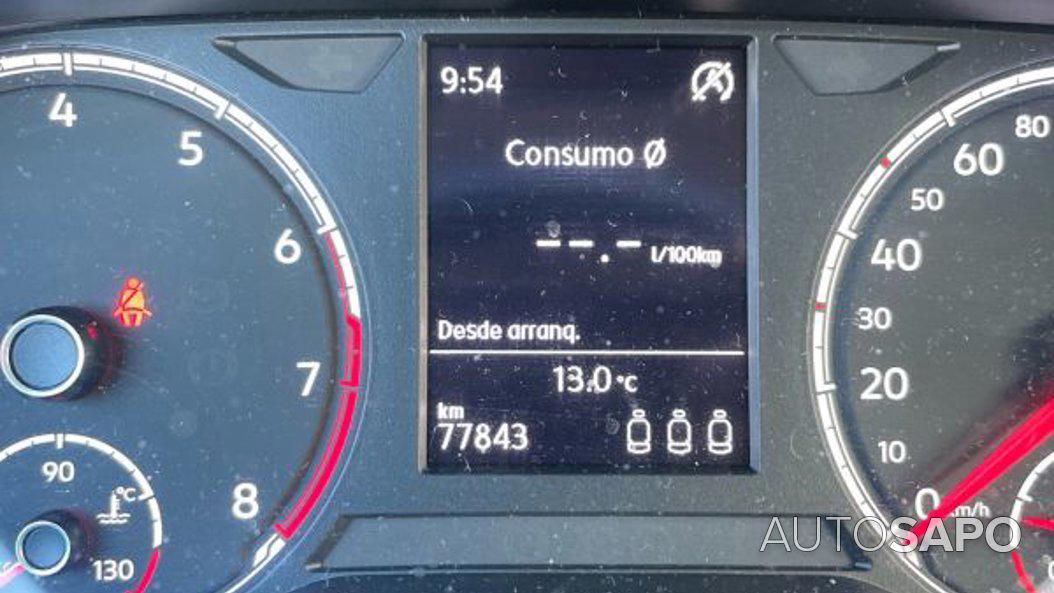 9:54
Consumo Ø
--.- l/100km
Desde arranq.
13.0 °C
km
77843
4
5
6
7
8
90
°C
130
0
10
20
30
40
50
60
80
km/h
AUTOSAPO